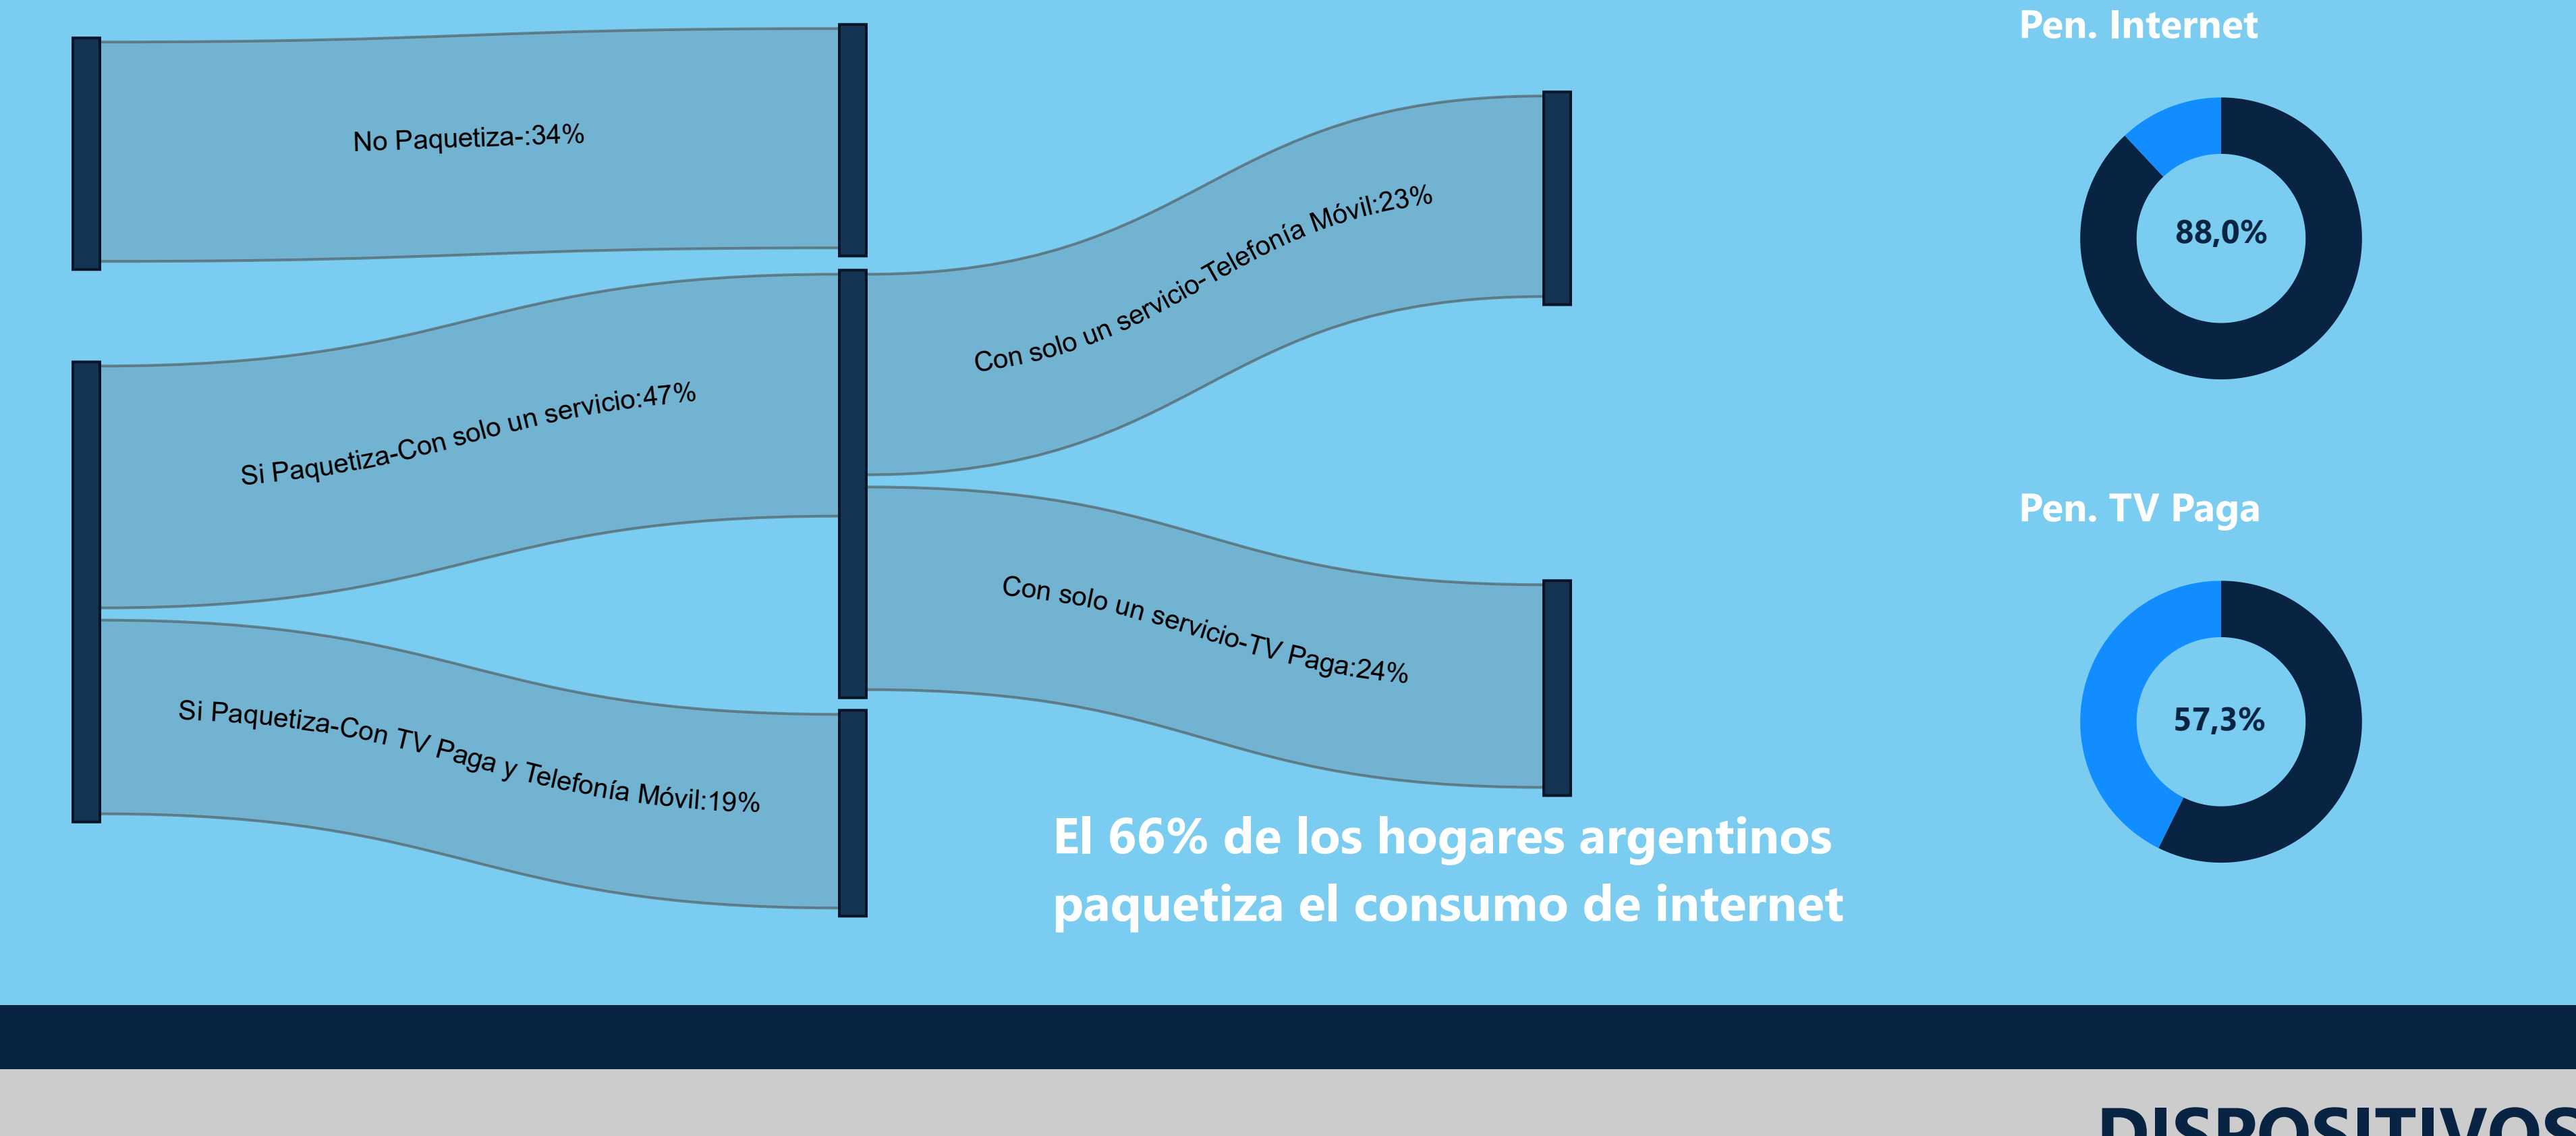 No Paquetiza-:34%
Si Paquetiza-Con solo un servicio:47%
Si Paquetiza-Con TV Paga y Telefonía Móvil:19%
Con solo un servicio-Telefonía Móvil:23%
Con solo un servicio-TV Paga:24%
El 66% de los hogares argentinos
paquetiza el consumo de internet
Pen. Internet
88,0%
Pen. TV Paga
57,3%
DISPOSITIVOS